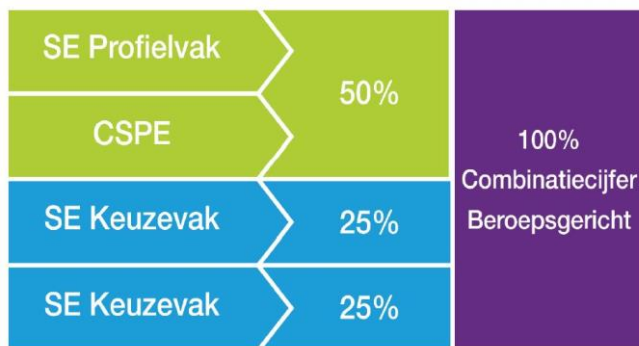 SE Profielvak
CSPE
50%
SE Keuzevak
25%
SE Keuzevak
25%
100%
Combinatiecijfer
Beroepsgericht